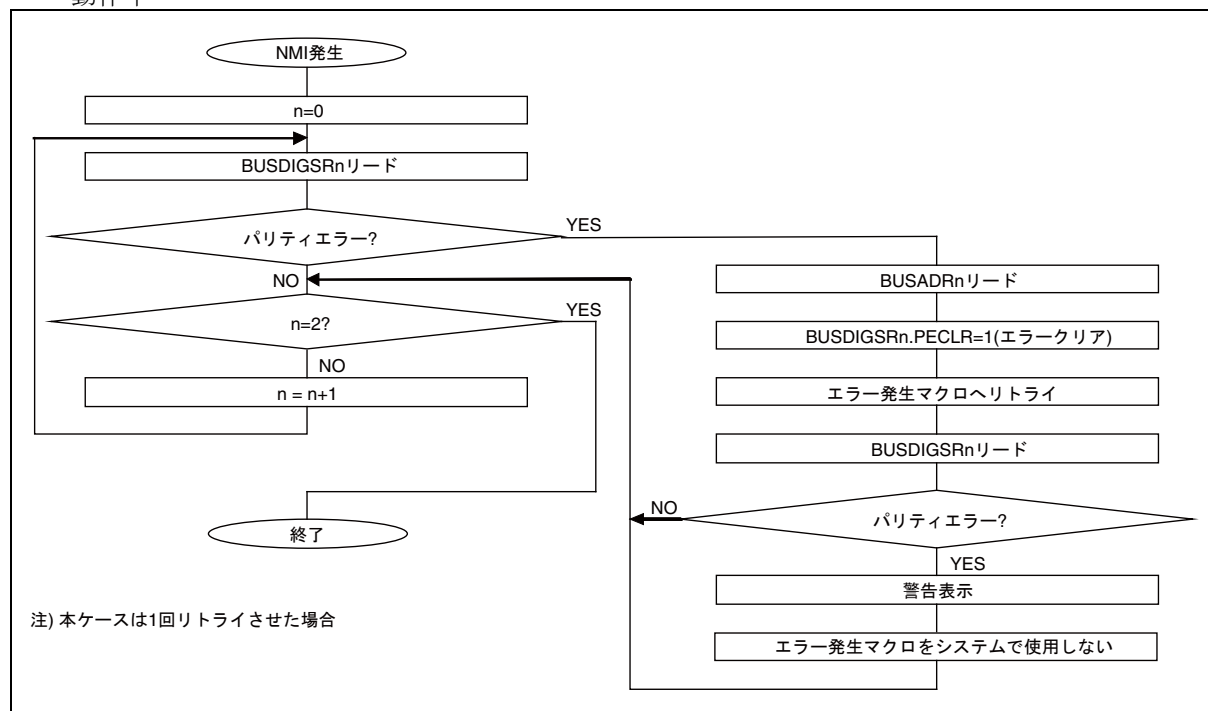 NMI発生
n=0
BUSDIGSRnリード
パリティエラー?
YES
NO
n=2?
YES
NO
n = n+1
終了
注) 本ケースは1回リトライさせた場合
BUSADRnリード
BUSDIGSRn.PECLR=1(エラークリア)
エラー発生マクロへリトライ
BUSDIGSRnリード
パリティエラー?
NO
YES
警告表示
エラー発生マクロをシステムで使用しない